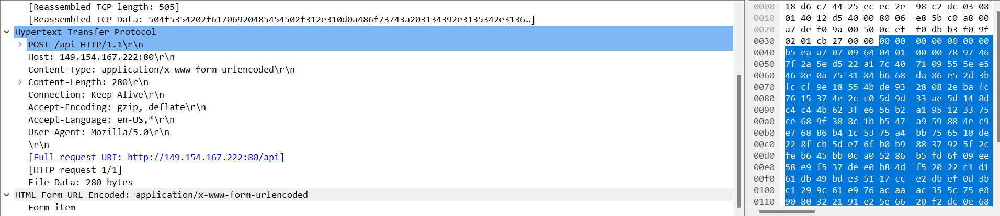 [Reassembled TCP length: 505]
[Reassembled TCP Data: 504f5354202f61706920485454502f312e310d0a486f73743a203134392e3135342e3136…]
Hypertext Transfer Protocol
POST /api HTTP/1.1\r\n
Host: 149.154.167.222:80\r\n
Content-Type: application/x-www-form-urlencoded\r\n
Content-Length: 280\r\n
Connection: Keep-Alive\r\n
Accept-Encoding: gzip, deflate\r\n
Accept-Language: en-US,*\r\n
User-Agent: Mozilla/5.0\r\n
\r\n
[Full request URI: http://149.154.167.222:80/api]
[HTTP request 1/1]
File Data: 280 bytes
HTML Form URL Encoded: application/x-www-form-urlencoded
Form item
0000 18 d6 c7 44 25 ec ec 2e 98 c2 dc 03 08
0010 01 40 12 d5 40 00 80 06 e8 5b c0 a8 00
0020 a7 de f0 9a 00 50 0c ef f0 db b3 f0 9f
0030 02 01 cb 27 00 00 00 00 00 00 00 00 00
0040 b5 ea a7 07 09 64 04 01 00 00 78 97 46
0050 7f 2a 5e d5 22 a1 7c 40 71 09 55 5e e5
0060 46 8e 0a 75 31 84 b6 68 da 86 e5 2d 3b
0070 fc cf 9e 18 55 4b de 93 28 08 2e ba fc
0080 76 15 37 4e 2c c0 5d 9d 33 ae 5d 14 8d
0090 c4 c4 4b 62 3f e6 56 b2 a1 95 12 33 75
00a0 ce 68 9f 38 8c 1b b5 47 a9 59 88 4e c9
00b0 e7 68 86 b4 1c 53 75 a4 bb 75 65 10 de
00c0 22 8f cb 5d e7 6f b0 b9 88 37 92 5f 2c
00d0 fe b6 45 bb 0c a0 52 86 b5 fd 6f 09 ee
00e0 58 e9 f5 37 de e0 b8 4d f5 20 22 c1 d1
00f0 61 db 49 bd e3 51 17 cc e2 db ef 0d 3b
0100 c1 29 9c 61 e9 76 ac aa ac 35 5c 75 e8
0110 90 80 32 21 91 e2 5e 66 20 f2 dc 0e 68